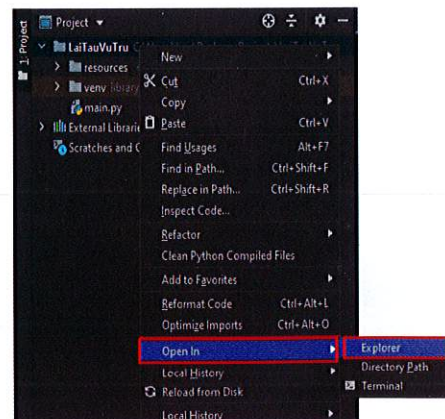 1: Project
Project
LaiTauVuTru
resources
venv library
main.py
External Librarie
Scratches and C
New
Cut Ctrl+X
Copy
Paste Ctrl+V
Find Usages Alt+F7
Find in Path... Ctrl+Shift+F
Replace in Path... Ctrl+Shift+R
Inspect Code...
Refactor
Clean Python Compiled Files
Add to Favorites
Reformat Code Ctrl+Alt+L
Optimize Imports Ctrl+Alt+O
Open In
Explorer
Local History
Directory Path
Reload from Disk
Terminal
Local History